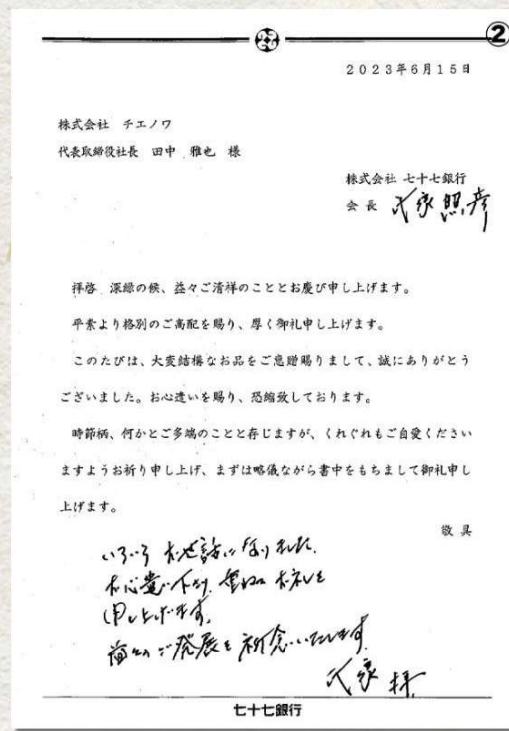 ②
2023年6月15日
株式会社 チエノワ
代表取締役社長 田中 雅也 様
株式会社 七十七銀行
会長 氏家照彦
拝啓 深緑の候、益々ご清祥のこととお慶び申し上げます。
平素より格別のご高配を賜り、厚く御礼申し上げます。
このたびは、大変結構なお品をご恵贈賜りまして、誠にありがとう
ございました。お心遣いを賜り、恐縮致しております。
時節柄、何かとご多端のことと存じますが、くれぐれもご自愛ください
ますようお祈り申し上げ、まずは略儀ながら書中をもちまして御礼申し
上げます。
敬具
いろいろお世話になりました。
お心遣い下さり、重ねてお礼を
申し上げます。
益々のご発展を祈念いたします。
氏家 拝
七十七銀行